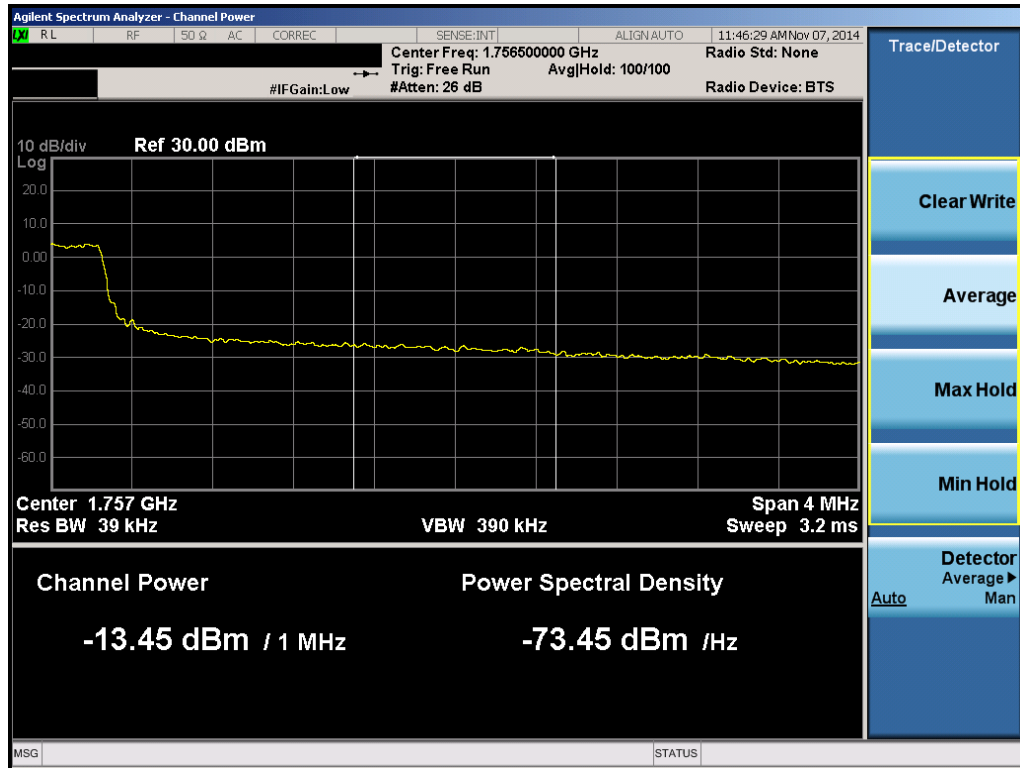 Agilent Spectrum Analyzer - Channel Power
LXI RL RF 50 Ω AC CORREC SENSE:INT ALIGN AUTO 11:46:29 AM Nov 07, 2014
Center Freq: 1.756500000 GHz Radio Std: None
Trig: Free Run Avg|Hold: 100/100
#IFGain:Low #Atten: 26 dB Radio Device: BTS
Trace/Detector
10 dB/div Ref 30.00 dBm
Log
20.0
10.0
0.00
-10.0
-20.0
-30.0
-40.0
-50.0
-60.0
Center 1.757 GHz Span 4 MHz
Res BW 39 kHz VBW 390 kHz Sweep 3.2 ms
Channel Power Power Spectral Density
-13.45 dBm / 1 MHz -73.45 dBm /Hz
Clear Write
Average
Max Hold
Min Hold
Detector
Average
Auto Man
MSG STATUS